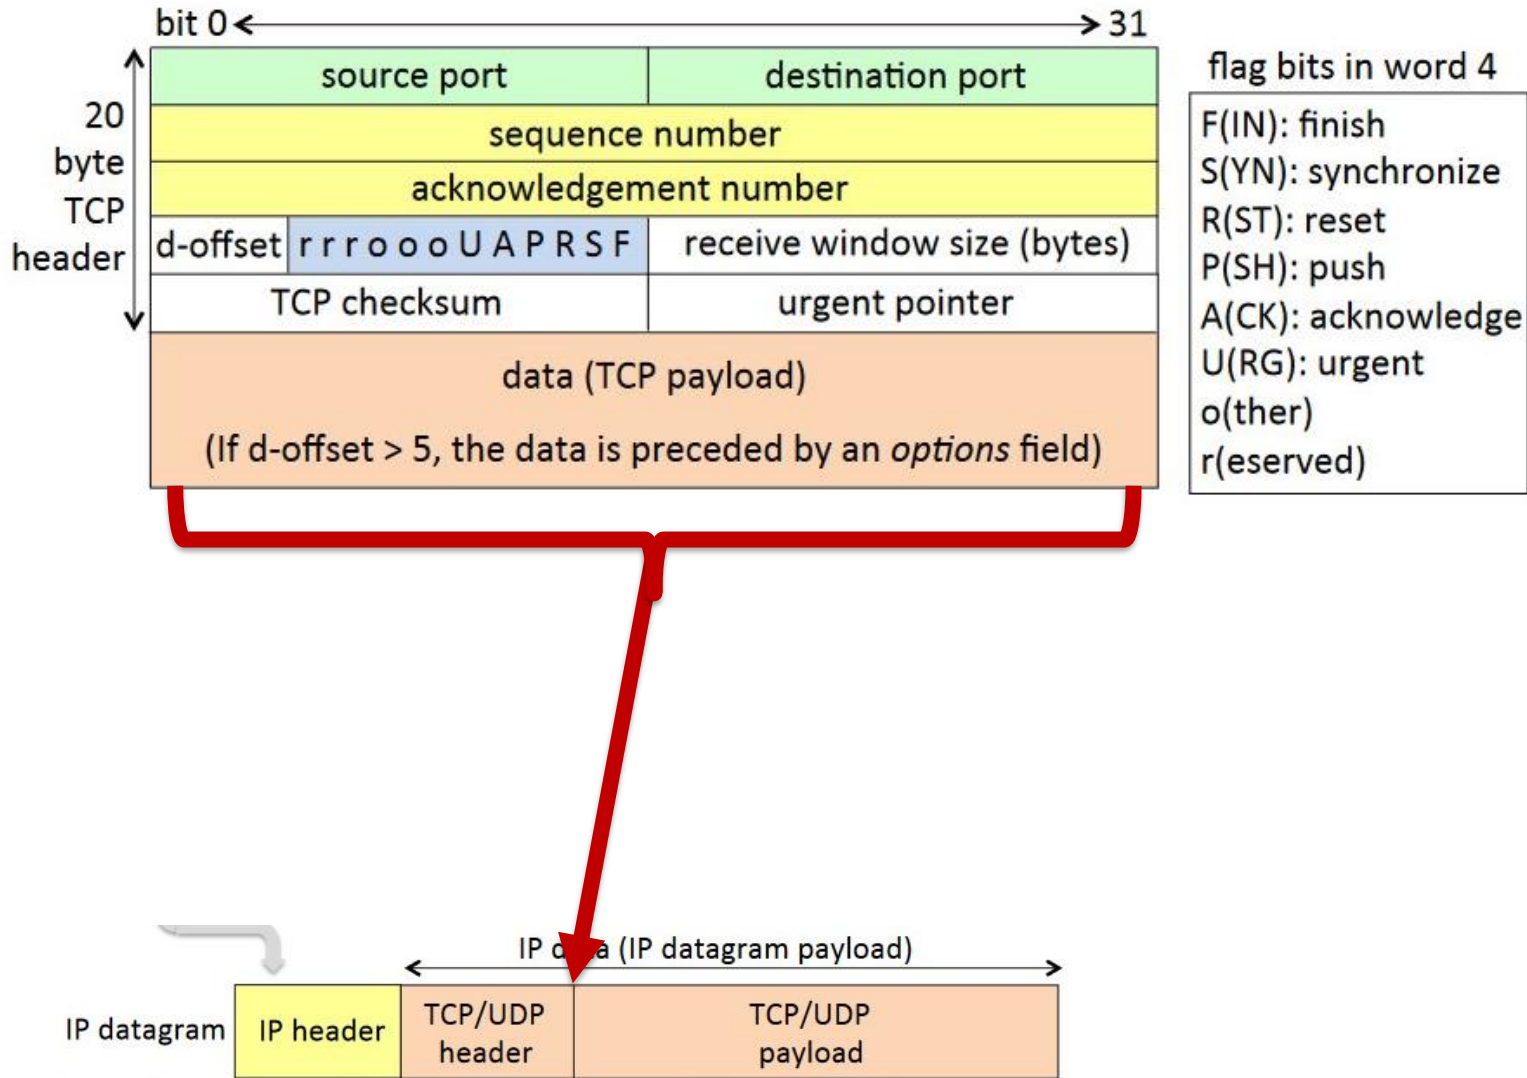 bit 0 31
20
byte
TCP
header
source port destination port
sequence number
acknowledgement number
d-offset r r r o o o U A P R S F receive window size (bytes)
TCP checksum urgent pointer
data (TCP payload)
(If d-offset > 5, the data is preceded by an options field)
flag bits in word 4
F(IN): finish
S(YN): synchronize
R(ST): reset
P(SH): push
A(CK): acknowledge
U(RG): urgent
o(ther)
r(eserved)
IP data (IP datagram payload)
IP datagram IP header
TCP/UDP
header
TCP/UDP
payload